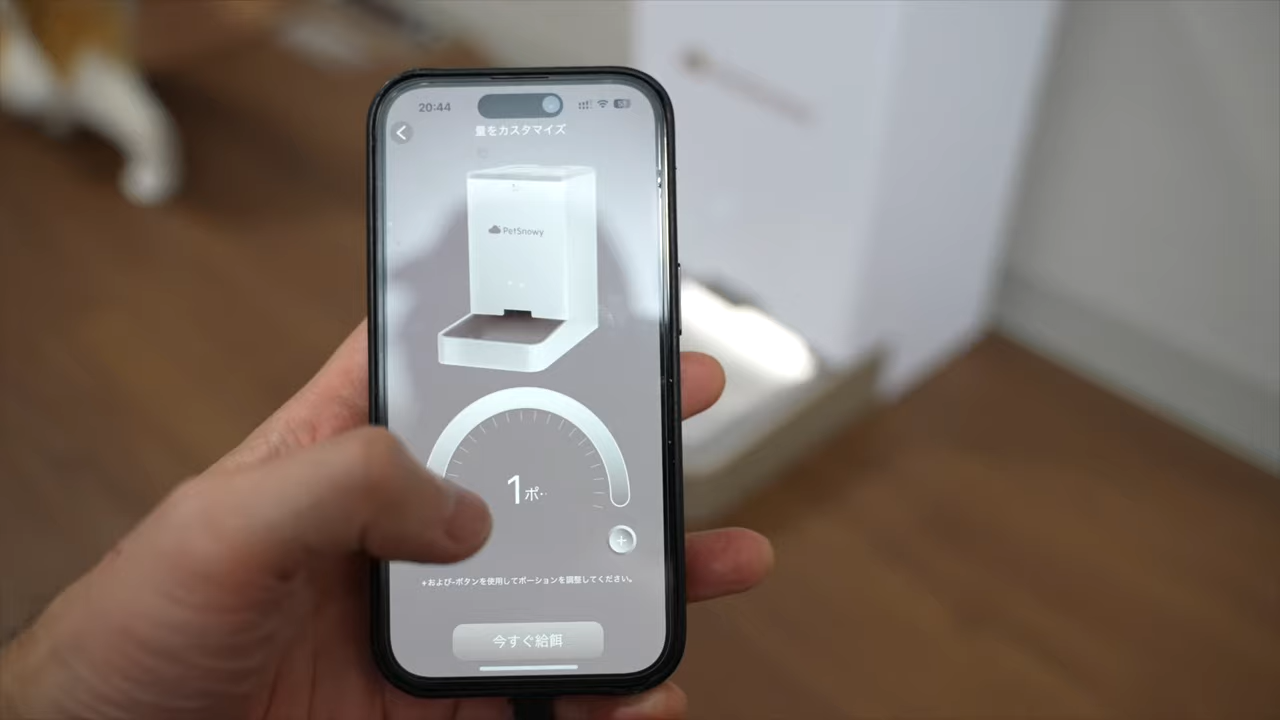 20:44
59
量をカスタマイズ
PetSnowy
1ポ··
+
+および-ボタンを使用してポーションを調整してください。
今すぐ給餌